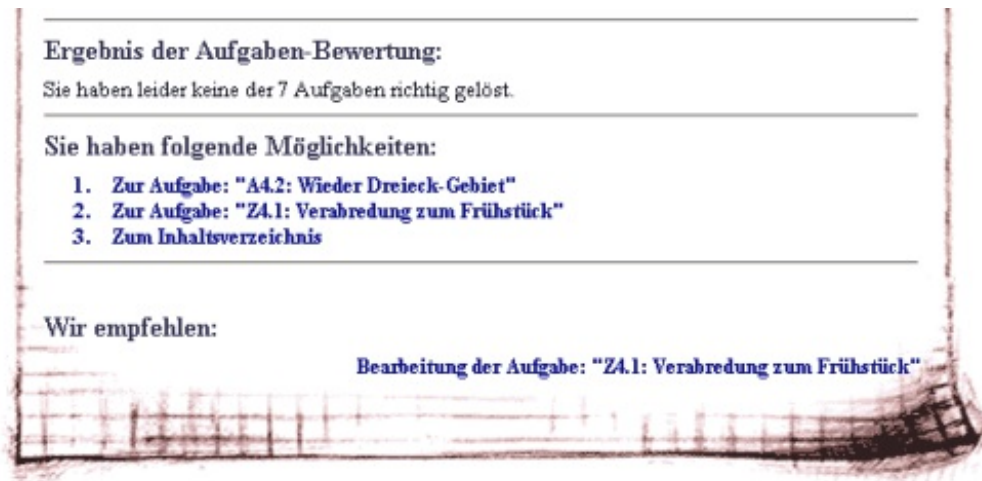 Ergebnis der Aufgaben-Bewertung:
Sie haben leider keine der 7 Aufgaben richtig gelöst.
Sie haben folgende Möglichkeiten:
1. Zur Aufgabe: "A4.2: Wieder Dreieck-Gebiet"
2. Zur Aufgabe: "Z4.1: Verabredung zum Frühstück"
3. Zum Inhaltsverzeichnis
Wir empfehlen:
Bearbeitung der Aufgabe: "Z4.1: Verabredung zum Frühstück"